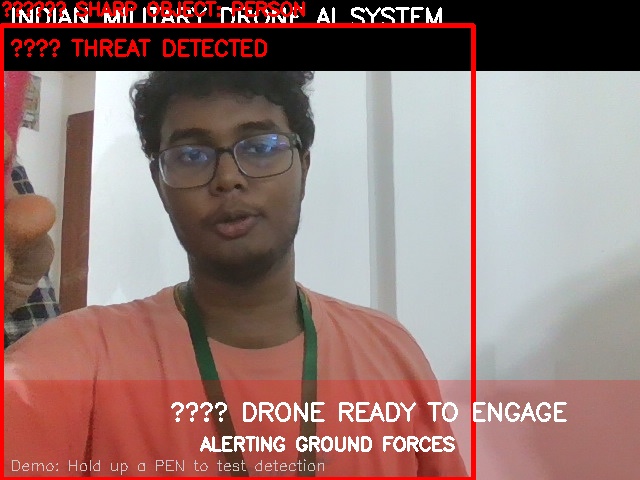 ?????? SHARP OBJECT: PERSON
INDIAN MILITARY DRONE AI SYSTEM
???? THREAT DETECTED
???? DRONE READY TO ENGAGE
ALERTING GROUND FORCES
Demo: Hold up a PEN to test detection